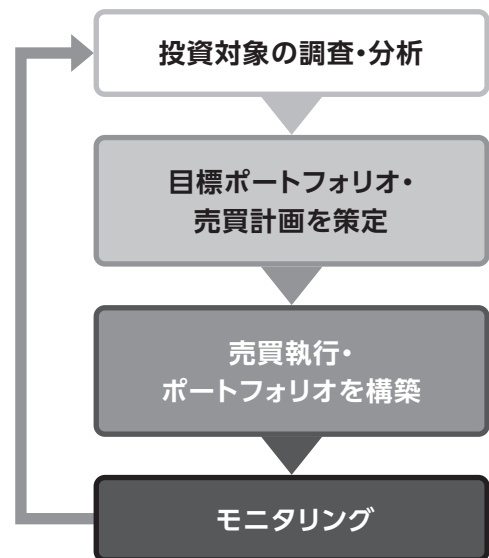 投資対象の調査・分析
目標ポートフォリオ・
売買計画を策定
売買執行・
ポートフォリオを構築
モニタリング